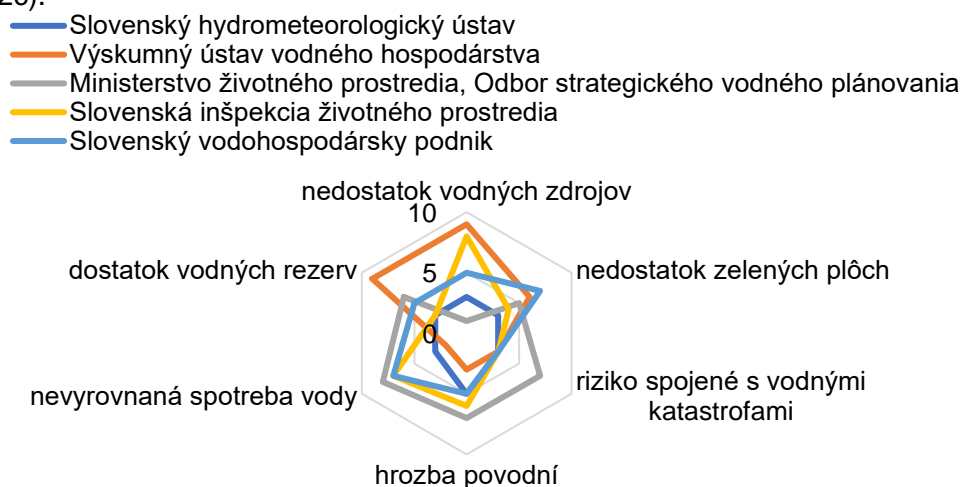 Slovenský hydrometeorologický ústav
Výskumný ústav vodného hospodárstva
Ministerstvo životného prostredia, Odbor strategického vodného plánovania
Slovenská inšpekcia životného prostredia
Slovenský vodohospodársky podnik
nedostatok vodných zdrojov
10
dostatok vodných rezerv
5
nedostatok zelených plôch
0
nevyrovnaná spotreba vody
riziko spojené s vodnými
katastrofami
hrozba povodní